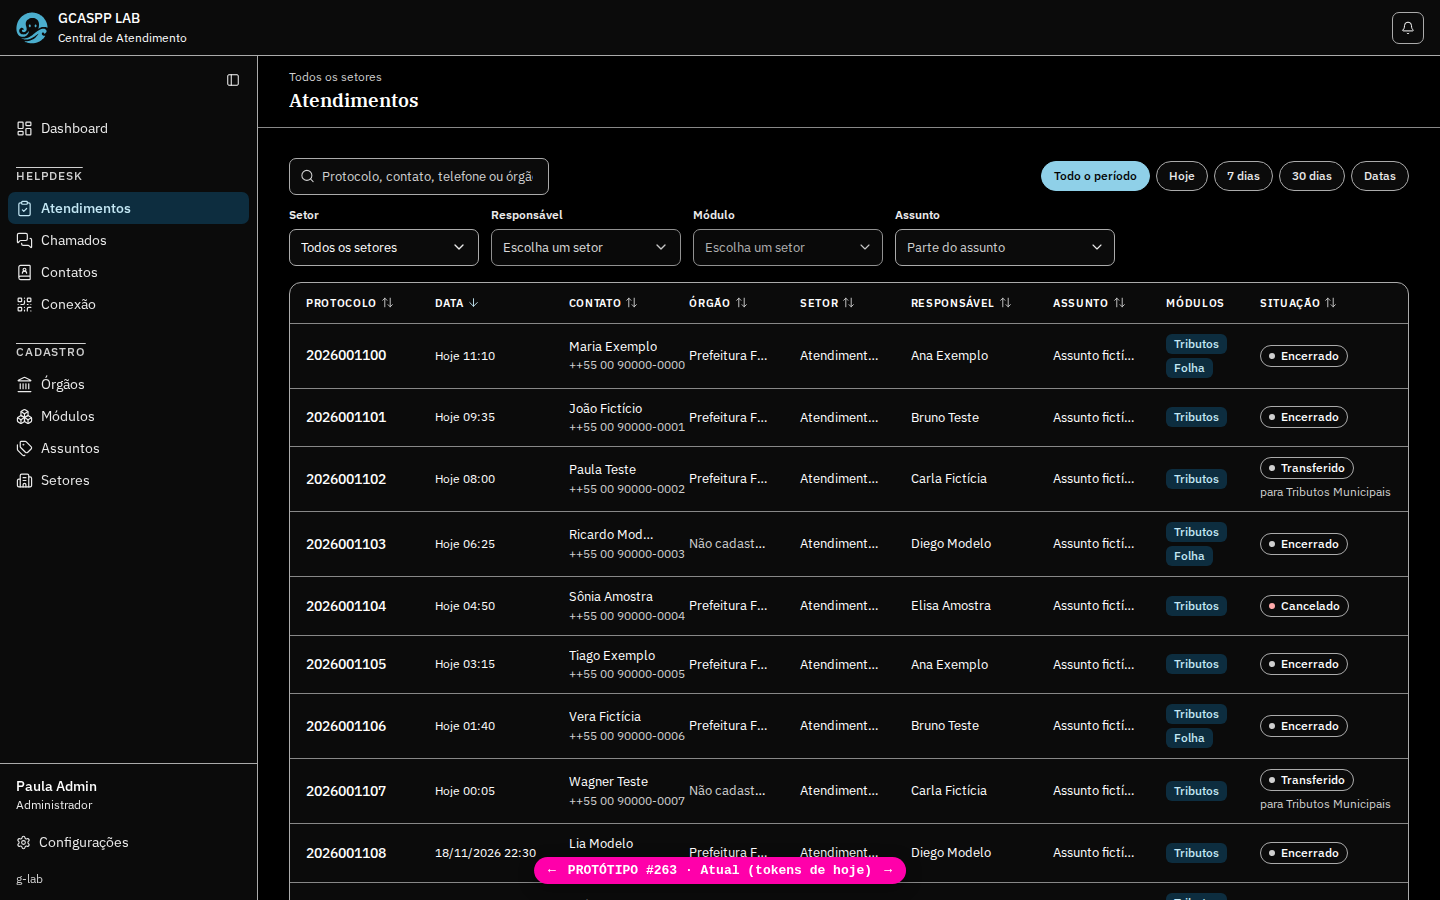 GCASPP LAB
Central de Atendimento
Dashboard
HELPDESK
Atendimentos
Chamados
Contatos
Conexão
CADASTRO
Órgãos
Módulos
Assuntos
Setores
Paula Admin
Administrador
Configurações
g-lab
Todos os setores
Atendimentos
Protocolo, contato, telefone ou órgã
Todo o período Hoje 7 dias 30 dias Datas
Setor Responsável Módulo Assunto
Todos os setores Escolha um setor Escolha um setor Parte do assunto
PROTOCOLO DATA CONTATO ÓRGÃO SETOR RESPONSÁVEL ASSUNTO MÓDULOS SITUAÇÃO
2026001100 Hoje 11:10 Maria Exemplo ++55 00 90000-0000 Prefeitura F... Atendiment... Ana Exemplo Assunto fictí... Tributos Folha Encerrado
2026001101 Hoje 09:35 João Fictício ++55 00 90000-0001 Prefeitura F... Atendiment... Bruno Teste Assunto fictí... Tributos Encerrado
2026001102 Hoje 08:00 Paula Teste ++55 00 90000-0002 Prefeitura F... Atendiment... Carla Fictícia Assunto fictí... Tributos Transferido para Tributos Municipais
2026001103 Hoje 06:25 Ricardo Mod... ++55 00 90000-0003 Não cadast... Atendiment... Diego Modelo Assunto fictí... Tributos Folha Encerrado
2026001104 Hoje 04:50 Sônia Amostra ++55 00 90000-0004 Prefeitura F... Atendiment... Elisa Amostra Assunto fictí... Tributos Cancelado
2026001105 Hoje 03:15 Tiago Exemplo ++55 00 90000-0005 Prefeitura F... Atendiment... Ana Exemplo Assunto fictí... Tributos Encerrado
2026001106 Hoje 01:40 Vera Fictícia ++55 00 90000-0006 Prefeitura F... Atendiment... Bruno Teste Assunto fictí... Tributos Folha Encerrado
2026001107 Hoje 00:05 Wagner Teste ++55 00 90000-0007 Não cadast... Atendiment... Carla Fictícia Assunto fictí... Tributos Transferido para Tributos Municipais
2026001108 18/11/2026 22:30 Lia Modelo Prefeitura F... Atendiment... Diego Modelo Assunto fictí... Tributos Encerrado
← PROTÓTIPO #263 · Atual (tokens de hoje) →